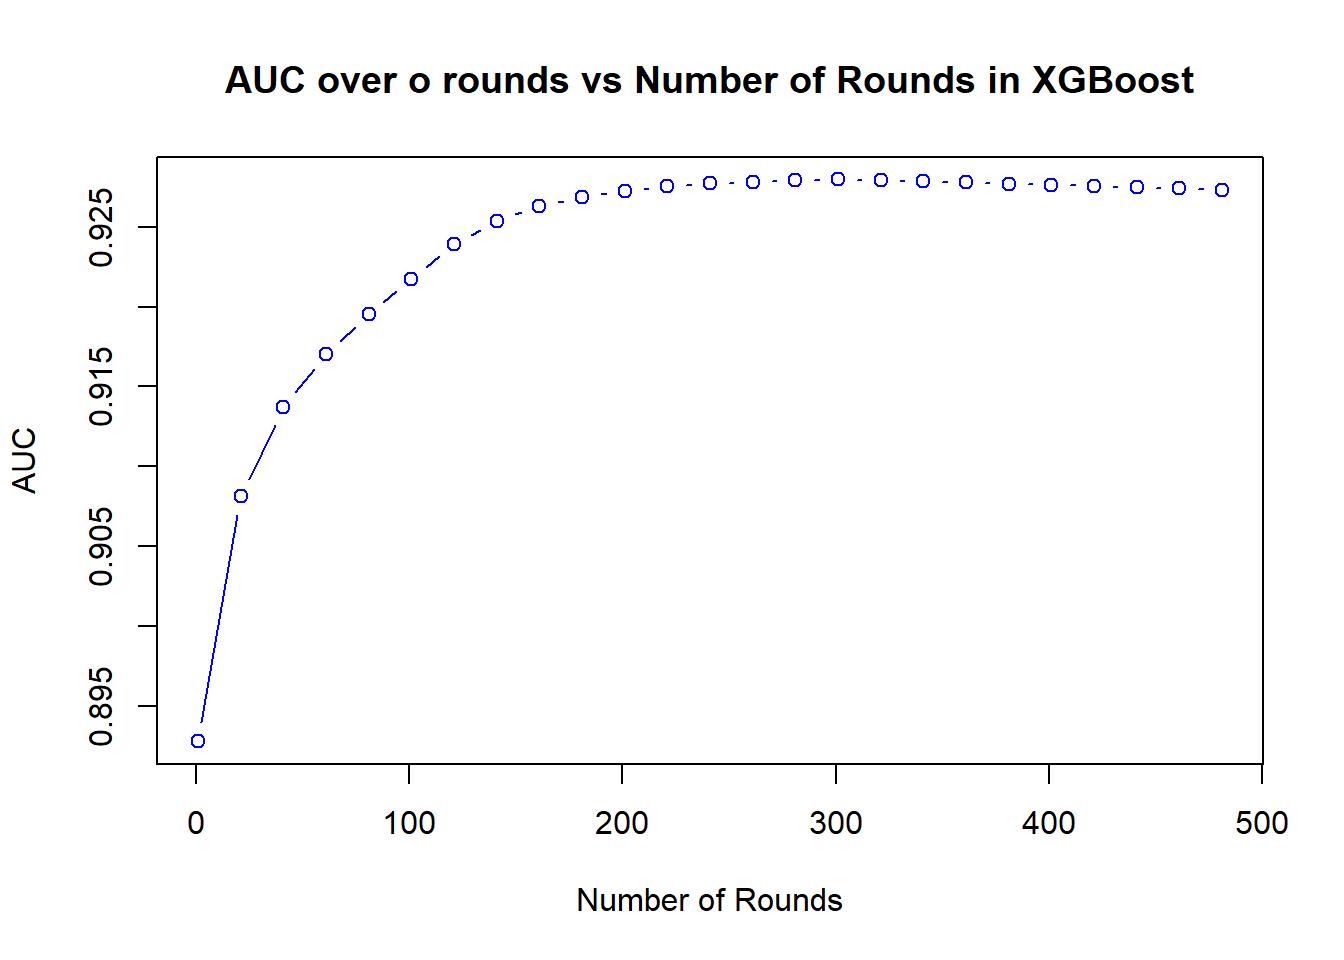 AUC over o rounds vs Number of Rounds in XGBoost
AUC
0.925
0.915
0.905
0.895
0 100 200 300 400 500
Number of Rounds